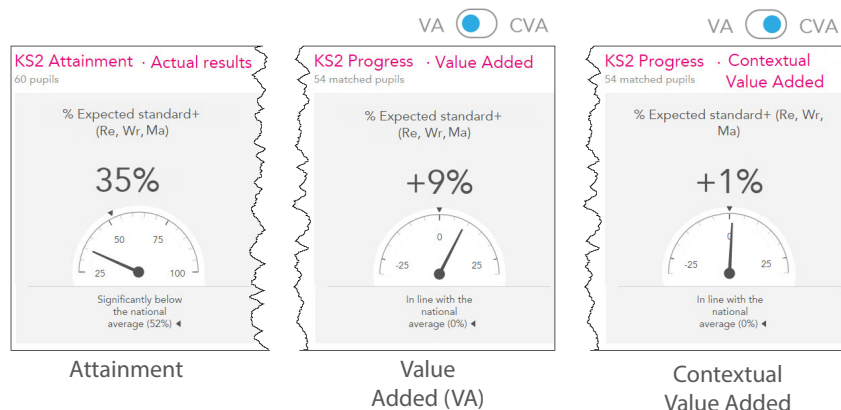 VA CVA
VA CVA
KS2 Attainment · Actual results
60 pupils
% Expected standard+
(Re, Wr, Ma)
35%
50
75
25
100
Significantly below
the national
average (52%)
Attainment
KS2 Progress · Value Added
54 matched pupils
% Expected standard+
(Re, Wr, Ma)
+9%
0
-25
25
In line with the
national
average (0%)
Value
Added (VA)
KS2 Progress · Contextual
54 matched pupils
Value Added
% Expected standard+ (Re, Wr,
Ma)
+1%
0
-25
25
In line with the
national
average (0%)
Contextual
Value Added